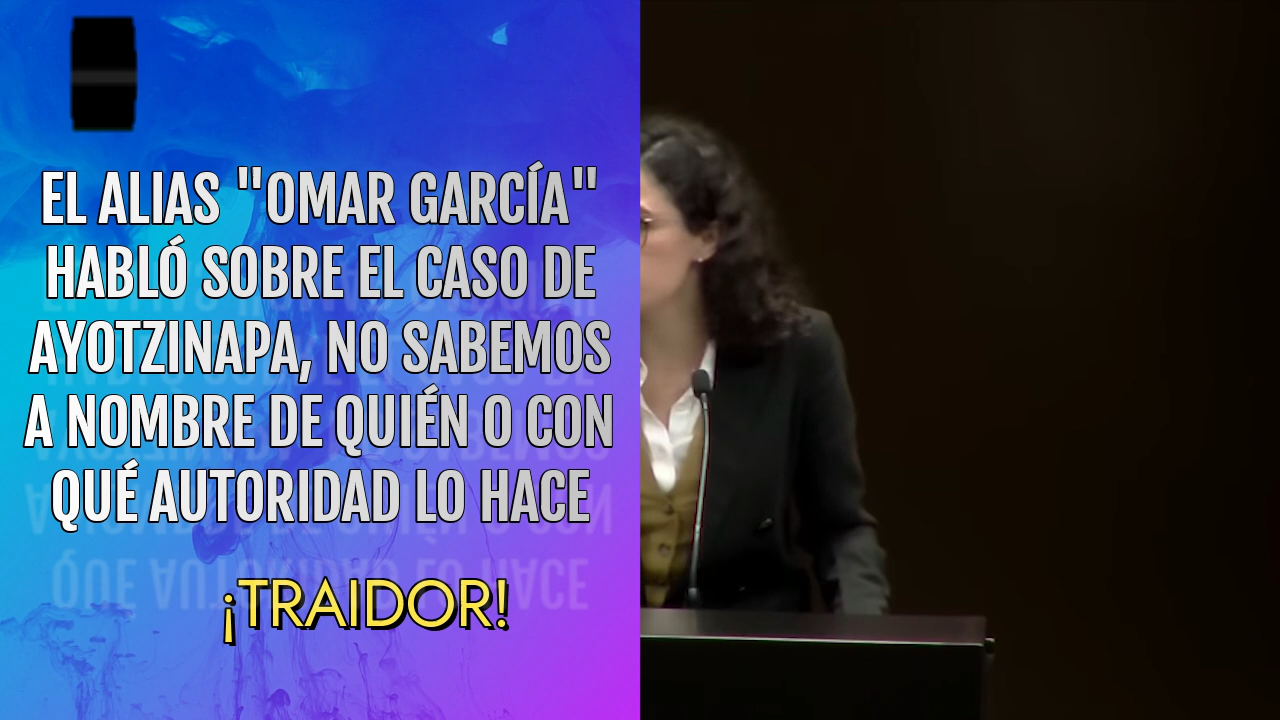 EL ALIAS "OMAR GARCÍA"
HABLÓ SOBRE EL CASO DE
AYOTZINAPA, NO SABEMOS
A NOMBRE DE QUIÉN O CON
QUÉ AUTORIDAD LO HACE
¡TRAIDOR!